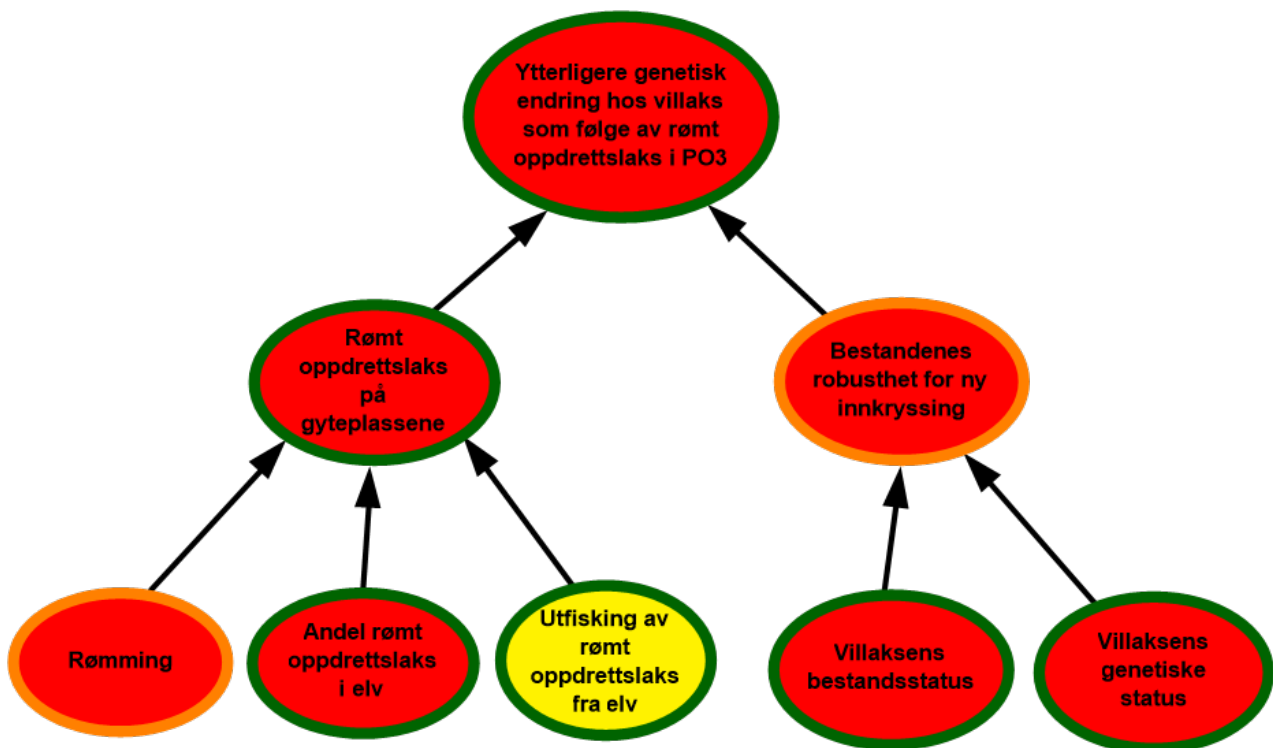 Ytterligere genetisk
endring hos villaks
som følge av rømt
oppdrettslaks i PO3
Rømt
oppdrettslaks
på
gyteplassene
Bestandenes
robusthet for ny
innkryssing
Rømming
Andel rømt
oppdrettslaks
i elv
Utfisking av
rømt
oppdrettslaks
fra elv
Villaksens
bestandsstatus
Villaksens
genetiske
status